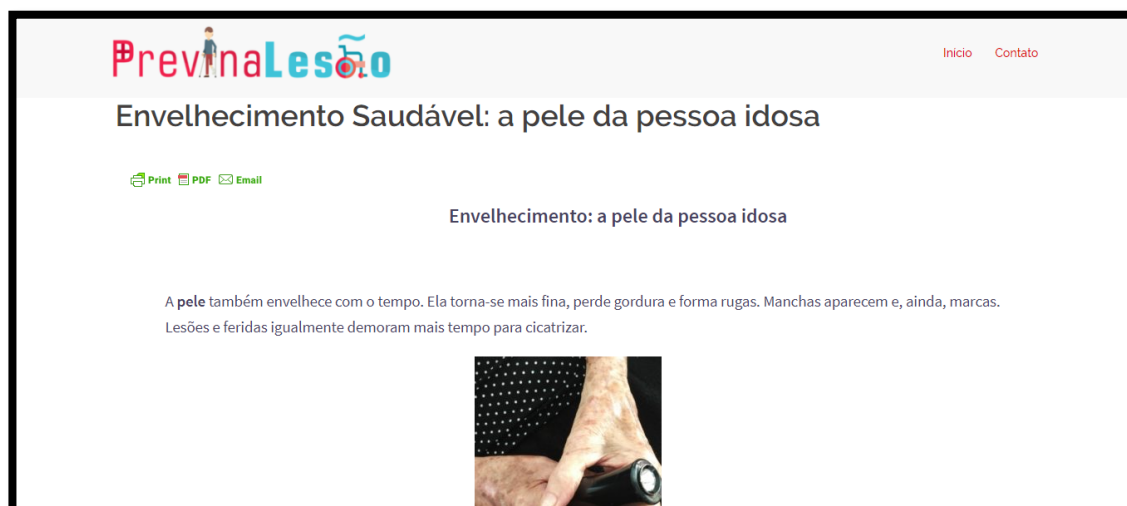 PrevinaLesão
Início Contato
Envelhecimento Saudável: a pele da pessoa idosa
Print PDF Email
Envelhecimento: a pele da pessoa idosa
A pele também envelhece com o tempo. Ela torna-se mais fina, perde gordura e forma rugas. Manchas aparecem e, ainda, marcas.
Lesões e feridas igualmente demoram mais tempo para cicatrizar.